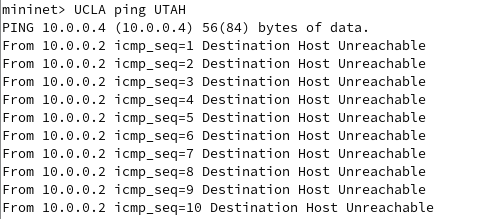 mininet> UCLA ping UTAH
PING 10.0.0.4 (10.0.0.4) 56(84) bytes of data.
From 10.0.0.2 icmp_seq=1 Destination Host Unreachable
From 10.0.0.2 icmp_seq=2 Destination Host Unreachable
From 10.0.0.2 icmp_seq=3 Destination Host Unreachable
From 10.0.0.2 icmp_seq=4 Destination Host Unreachable
From 10.0.0.2 icmp_seq=5 Destination Host Unreachable
From 10.0.0.2 icmp_seq=6 Destination Host Unreachable
From 10.0.0.2 icmp_seq=7 Destination Host Unreachable
From 10.0.0.2 icmp_seq=8 Destination Host Unreachable
From 10.0.0.2 icmp_seq=9 Destination Host Unreachable
From 10.0.0.2 icmp_seq=10 Destination Host Unreachable